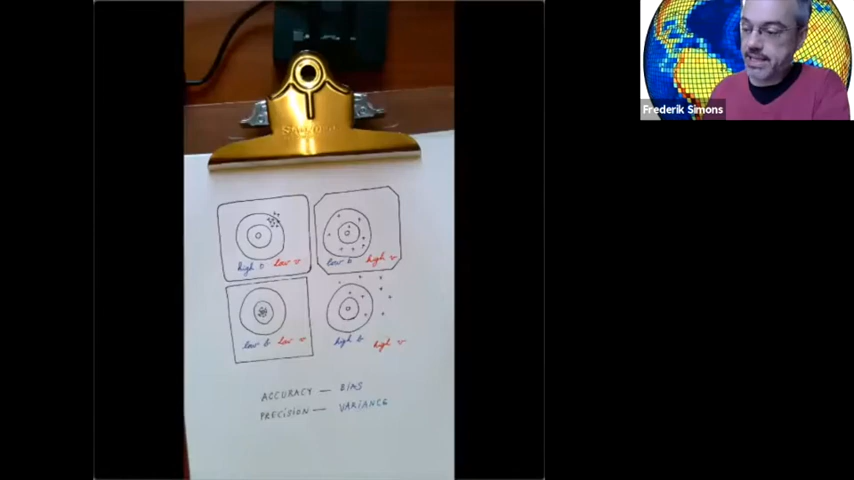 high b low v
low b high v
low b low v
high b high v
ACCURACY — BIAS
PRECISION — VARIANCE
Frederik Simons